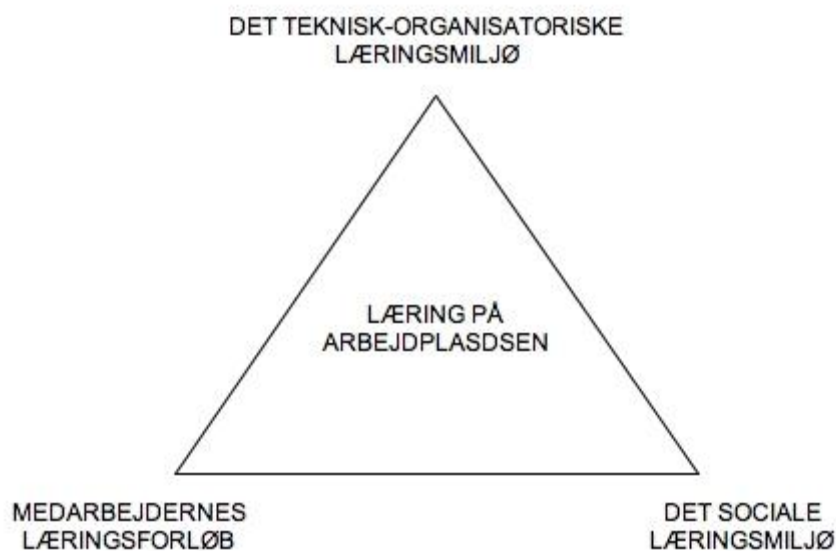 DET TEKNISK-ORGANISATORISKE
LÆRINGSMILJØ
LÆRING PÅ
ARBEJDPLASDSEN
MEDARBEJDERNES
LÆRINGSFORLØB
DET SOCIALE
LÆRINGSMILJØ